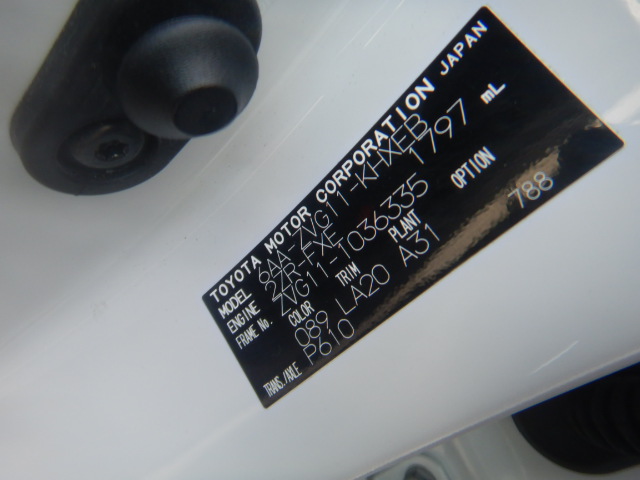 TOYOTA MOTOR CORPORATION JAPAN
MODEL 6AA-ZVG11-KHXEB
ENGINE 2ZR-FXE 1797 mL
FRAME No. ZVG11-1036335
COLOR TRIM PLANT OPTION
089 LA20 A31 788
TRANS./AXLE P610